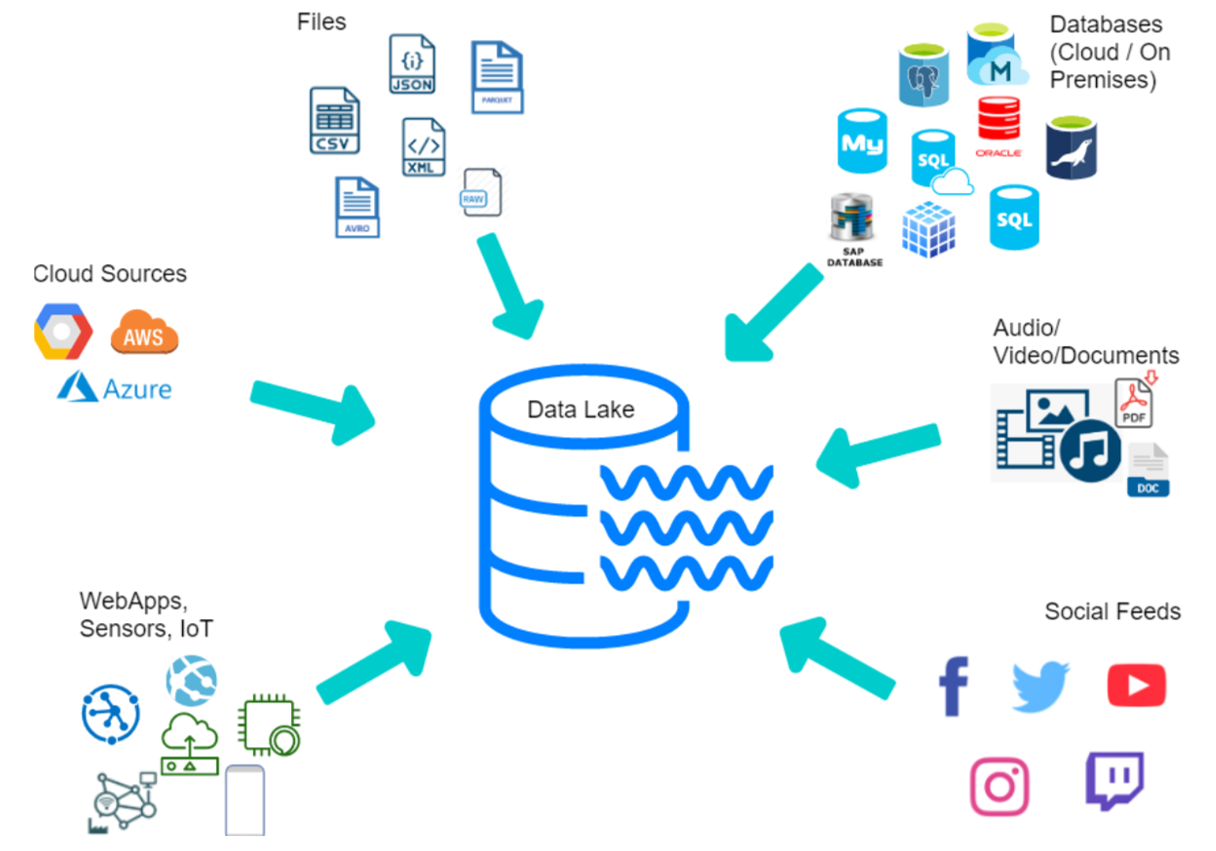 Files
JSON
PARQUET
CSV
</>
XML
AVRO
RAW
Databases
(Cloud / On
Premises)
M
My
SQL
ORACLE
SQL
SAP
DATABASE
Cloud Sources
AWS
Azure
Audio/
Video/Documents
PDF
DOC
Data Lake
WebApps,
Sensors, IoT
Social Feeds
f
{i}